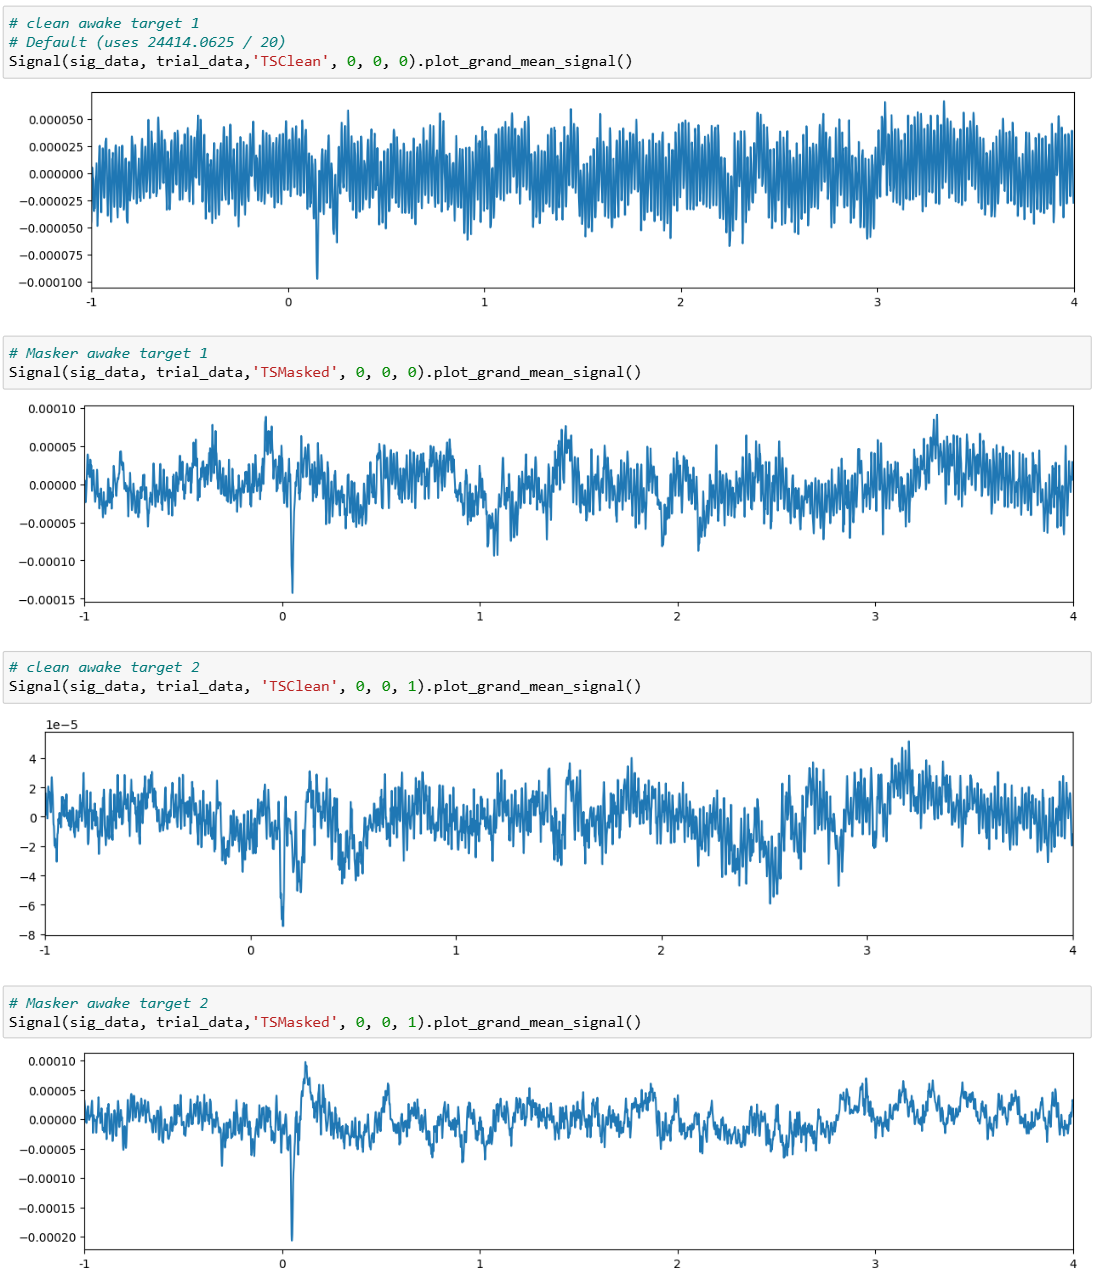 # clean awake target 1
# Default (uses 24414.0625 / 20)
Signal(sig_data, trial_data,'TSClean', 0, 0, 0).plot_grand_mean_signal()
0.000050
0.000025
0.000000
−0.000025
−0.000050
−0.000075
−0.000100
-1 0 1 2 3 4
# Masker awake target 1
Signal(sig_data, trial_data,'TSMasked', 0, 0, 0).plot_grand_mean_signal()
0.00010
0.00005
0.00000
−0.00005
−0.00010
−0.00015
-1 0 1 2 3 4
# clean awake target 2
Signal(sig_data, trial_data, 'TSClean', 0, 0, 1).plot_grand_mean_signal()
1e−5
4
2
0
−2
−4
−6
−8
-1 0 1 2 3 4
# Masker awake target 2
Signal(sig_data, trial_data,'TSMasked', 0, 0, 1).plot_grand_mean_signal()
0.00010
0.00005
0.00000
−0.00005
−0.00010
−0.00015
−0.00020
-1 0 1 2 3 4